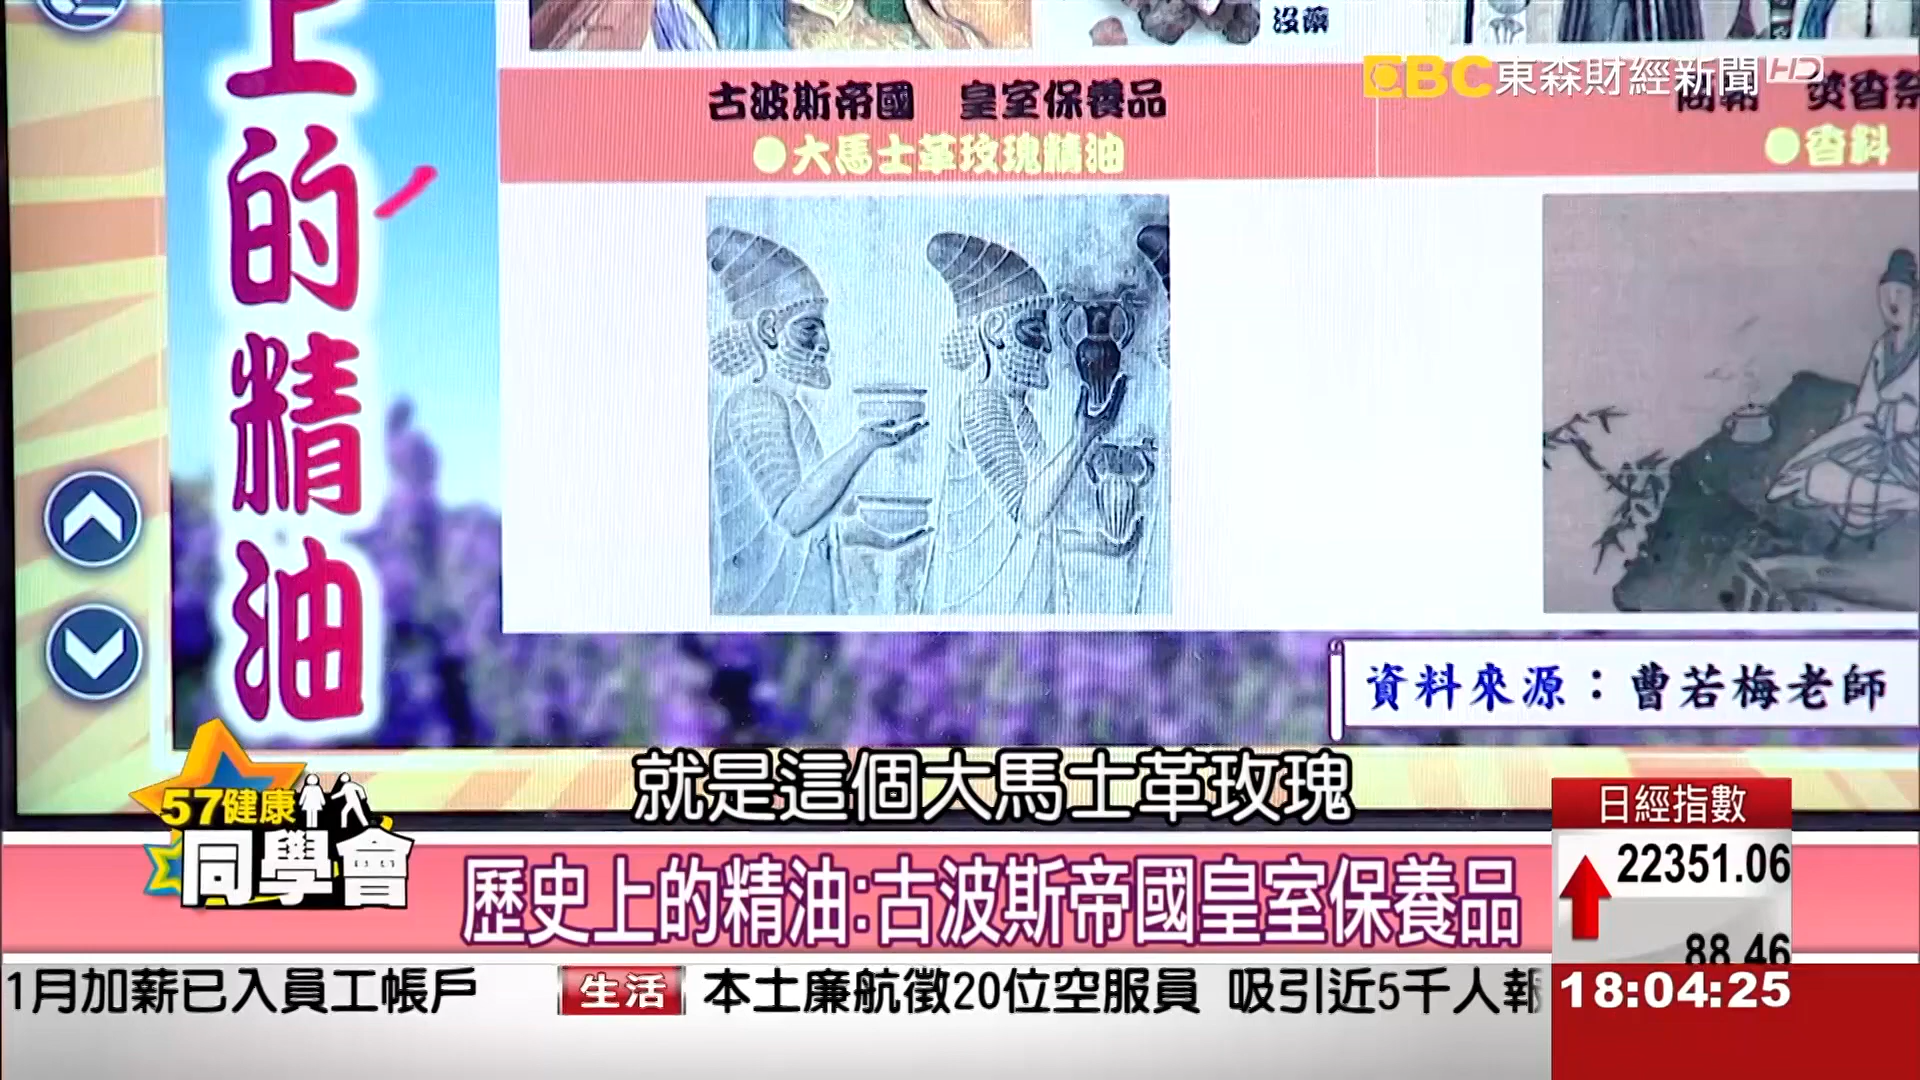 上的精油
沒藥
EBC東森財經新聞HD
古波斯帝國 皇室保養品
●大馬士革玫瑰精油
●香料
資料來源：曹若梅老師
就是這個大馬士革玫瑰
57健康
同學會
歷史上的精油:古波斯帝國皇室保養品
日經指數
22351.06
88.46
1月加薪已入員工帳戶 生活 本土廉航徵20位空服員 吸引近5千人報
18:04:25